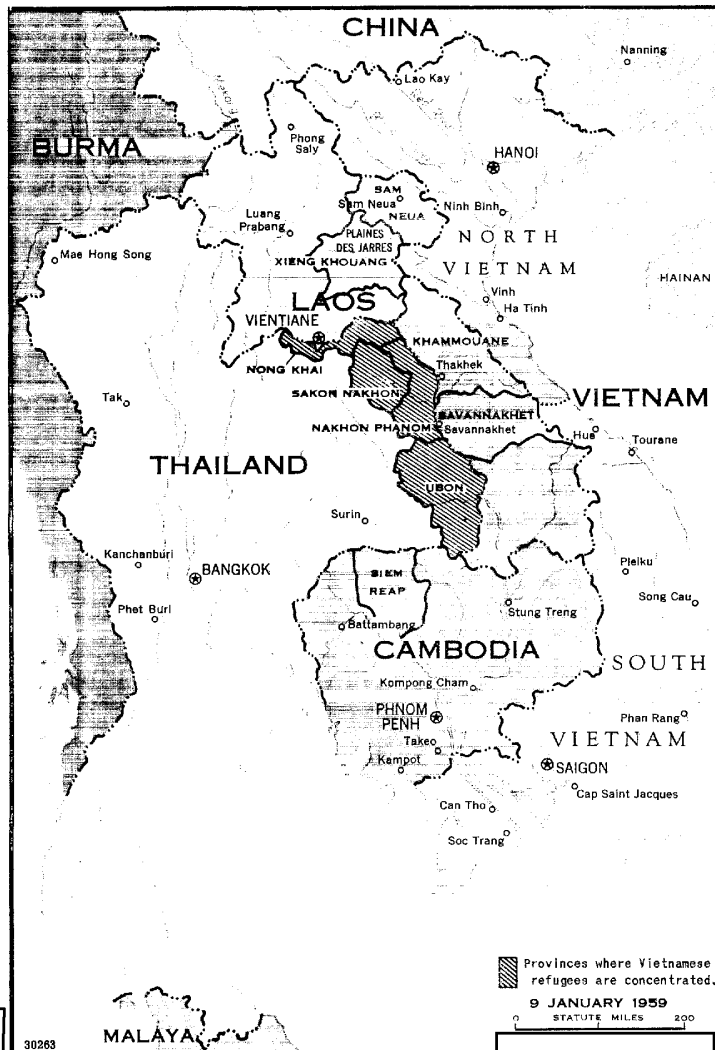 CHINA
Nanning
Lao Kay
BURMA
Phong
Saly
HANOI
SAM
Sam Neua
NEUA
Ninh Binh
Luang
Prabang
PLAINES
DES JARRES
XIENG KHOUANG
NORTH
VIETNAM
Mae Hong Song
HAINAN
Vinh
Ha Tinh
LAOS
VIENTIANE
KHAMMOUANE
NONG KHAI
Thakhek
SAKON NAKHON
Tak
VIETNAM
SAVANNAKHET
NAKHON PHANOM
Savannakhet
Hue
Tourane
THAILAND
UBON
Surin
Kanchanburi
BANGKOK
SIEM
REAP
Pleiku
Phet Buri
Stung Treng
Song Cau
Battambang
CAMBODIA
SOUTH
Kompong Cham
PHNOM
PENH
Phan Rang
Takeo
VIETNAM
Kampot
SAIGON
Cap Saint Jacques
Can Tho
Soc Trang
Provinces where Vietnamese
refugees are concentrated.
9 JANUARY 1959
0 STATUTE MILES 200
30263
MALAYA